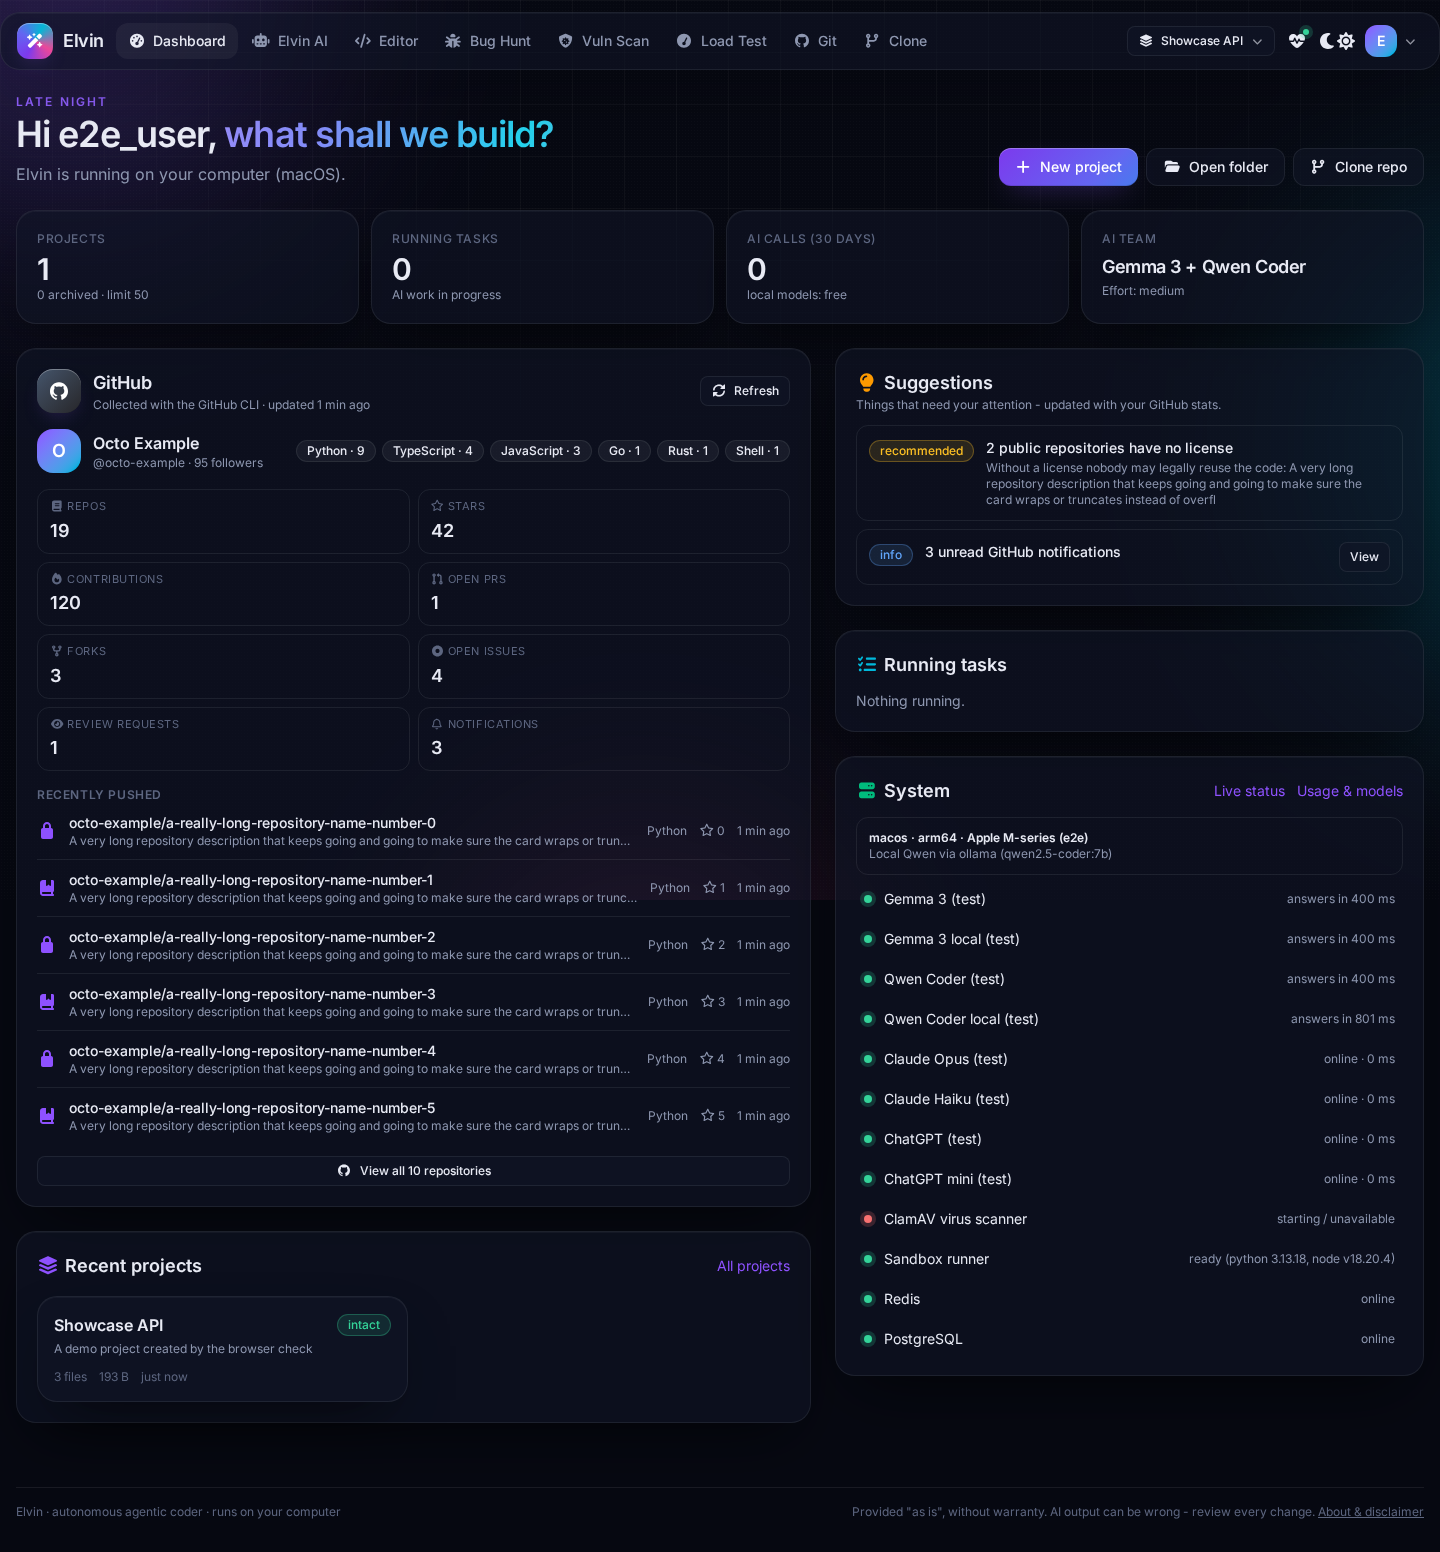 Elvin
Dashboard
Elvin AI
Editor
Bug Hunt
Vuln Scan
Load Test
Git
Clone
Showcase API
E
LATE NIGHT
Hi e2e_user, what shall we build?
Elvin is running on your computer (macOS).
New project
Open folder
Clone repo
PROJECTS
1
0 archived · limit 50
RUNNING TASKS
0
AI work in progress
AI CALLS (30 DAYS)
0
local models: free
AI TEAM
Gemma 3 + Qwen Coder
Effort: medium
GitHub
Collected with the GitHub CLI · updated 1 min ago
Refresh
O
Octo Example
@octo-example · 95 followers
Python · 9
TypeScript · 4
JavaScript · 3
Go · 1
Rust · 1
Shell · 1
REPOS
19
STARS
42
CONTRIBUTIONS
120
OPEN PRS
1
FORKS
3
OPEN ISSUES
4
REVIEW REQUESTS
1
NOTIFICATIONS
3
RECENTLY PUSHED
octo-example/a-really-long-repository-name-number-0
A very long repository description that keeps going and going to make sure the card wraps or trun...
Python 0 1 min ago
octo-example/a-really-long-repository-name-number-1
A very long repository description that keeps going and going to make sure the card wraps or trunc...
Python 1 1 min ago
octo-example/a-really-long-repository-name-number-2
A very long repository description that keeps going and going to make sure the card wraps or trun...
Python 2 1 min ago
octo-example/a-really-long-repository-name-number-3
A very long repository description that keeps going and going to make sure the card wraps or trun...
Python 3 1 min ago
octo-example/a-really-long-repository-name-number-4
A very long repository description that keeps going and going to make sure the card wraps or trun...
Python 4 1 min ago
octo-example/a-really-long-repository-name-number-5
A very long repository description that keeps going and going to make sure the card wraps or trun...
Python 5 1 min ago
View all 10 repositories
Recent projects
All projects
Showcase API
intact
A demo project created by the browser check
3 files 193 B just now
Suggestions
Things that need your attention - updated with your GitHub stats.
recommended
2 public repositories have no license
Without a license nobody may legally reuse the code: A very long
repository description that keeps going and going to make sure the
card wraps or truncates instead of overfl
info
3 unread GitHub notifications
View
Running tasks
Nothing running.
System
Live status
Usage & models
macos · arm64 · Apple M-series (e2e)
Local Qwen via ollama (qwen2.5-coder:7b)
Gemma 3 (test) answers in 400 ms
Gemma 3 local (test) answers in 400 ms
Qwen Coder (test) answers in 400 ms
Qwen Coder local (test) answers in 801 ms
Claude Opus (test) online · 0 ms
Claude Haiku (test) online · 0 ms
ChatGPT (test) online · 0 ms
ChatGPT mini (test) online · 0 ms
ClamAV virus scanner starting / unavailable
Sandbox runner ready (python 3.13.18, node v18.20.4)
Redis online
PostgreSQL online
Elvin · autonomous agentic coder · runs on your computer
Provided "as is", without warranty. AI output can be wrong - review every change. About & disclaimer